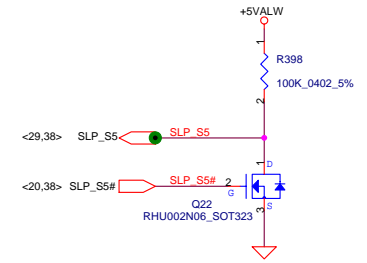 +5VALW
1
R398
100K_0402_5%
2
<29,38> SLP_S5 SLP_S5
1 D
<20,38> SLP_S5# SLP_S5# 2 G
3 S
Q22
RHU002N06_SOT323